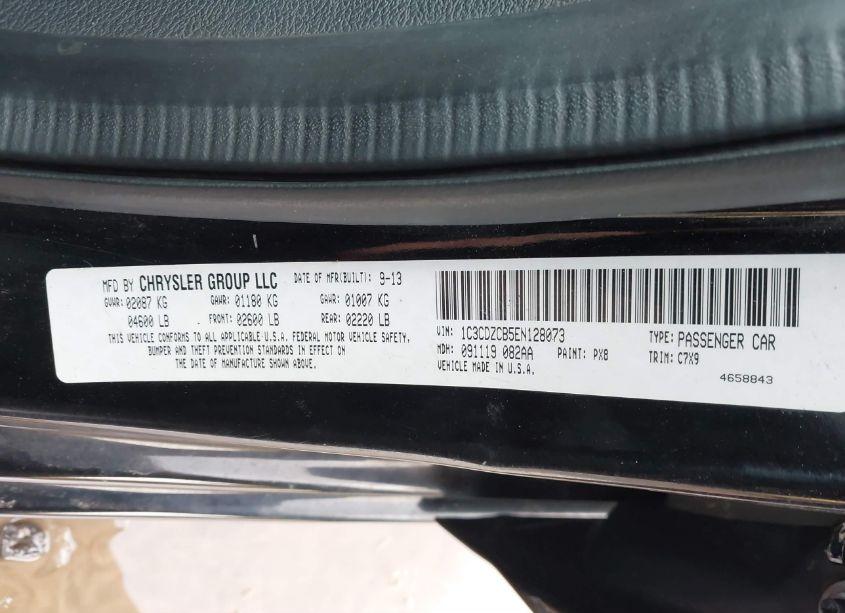 MFD BY CHRYSLER GROUP LLC DATE OF MFR(BUILT): 9-13
GVWR: 02087 KG GAWR: 01180 KG GAWR: 01007 KG
04600 LB FRONT: 02600 LB REAR: 02220 LB
THIS VEHICLE CONFORMS TO ALL APPLICABLE U.S.A. FEDERAL MOTOR VEHICLE SAFETY,
BUMPER AND THEFT PREVENTION STANDARDS IN EFFECT ON
THE DATE OF MANUFACTURE SHOWN ABOVE.
VIN: 1C3CDZCB5EN128073 TYPE: PASSENGER CAR
MDH: 091119 082AA PAINT: PX8 TRIM: C7X9
VEHICLE MADE IN U.S.A.
4658843